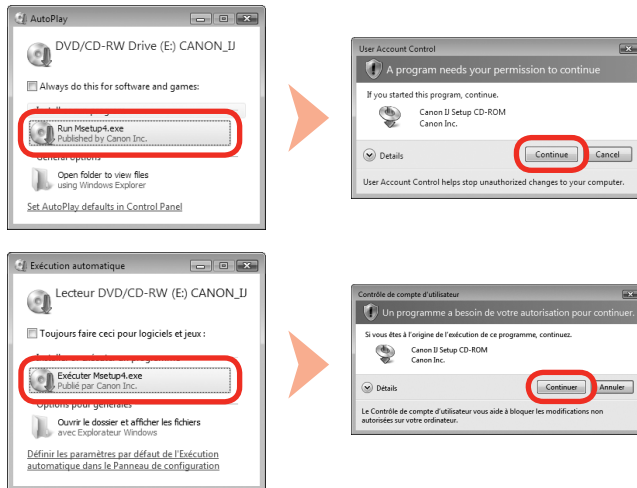 AutoPlay
DVD/CD-RW Drive (E:) CANON_IJ
Always do this for software and games:
Run Msetup4.exe
Published by Canon Inc.
General options
Open folder to view files
using Windows Explorer
Set AutoPlay defaults in Control Panel
User Account Control
A program needs your permission to continue
If you started this program, continue.
Canon IJ Setup CD-ROM
Canon Inc.
Details
Continue
Cancel
User Account Control helps stop unauthorized changes to your computer.
Exécution automatique
Lecteur DVD/CD-RW (E:) CANON_IJ
Toujours faire ceci pour logiciels et jeux :
Exécuter Msetup4.exe
Publié par Canon Inc.
Options pour générales
Ouvrir le dossier et afficher les fichiers
avec Explorateur Windows
Définir les paramètres par défaut de l'Exécution
automatique dans le Panneau de configuration
Contrôle de compte d'utilisateur
Un programme a besoin de votre autorisation pour continuer.
Si vous êtes à l'origine de l'exécution de ce programme, continuez.
Canon IJ Setup CD-ROM
Canon Inc.
Détails
Continuer
Annuler
Le Contrôle de compte d'utilisateur vous aide à bloquer les modifications non
autorisées sur votre ordinateur.